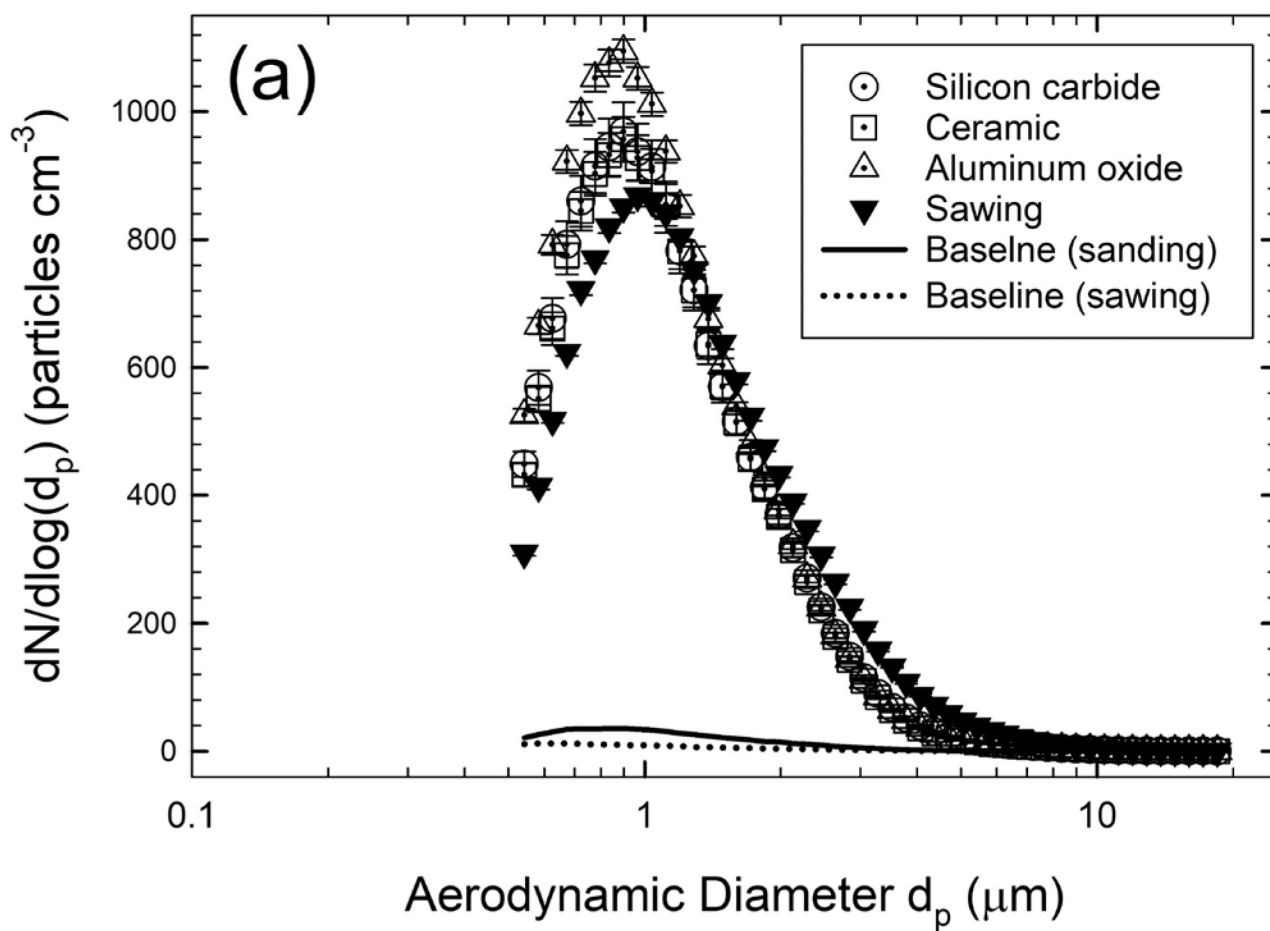 (a)
Silicon carbide
Ceramic
Aluminum oxide
Sawing
Baselne (sanding)
Baseline (sawing)
dN/dlog(dₚ) (particles cm⁻³)
1000
800
600
400
200
0
0.1 1 10
Aerodynamic Diameter dₚ (μm)